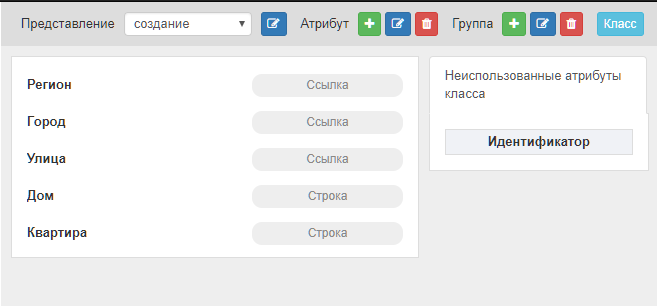 Представление создание Атрибут Группа Класс
Регион Ссылка
Город Ссылка
Улица Ссылка
Дом Строка
Квартира Строка
Неиспользованные атрибуты
класса
Идентификатор